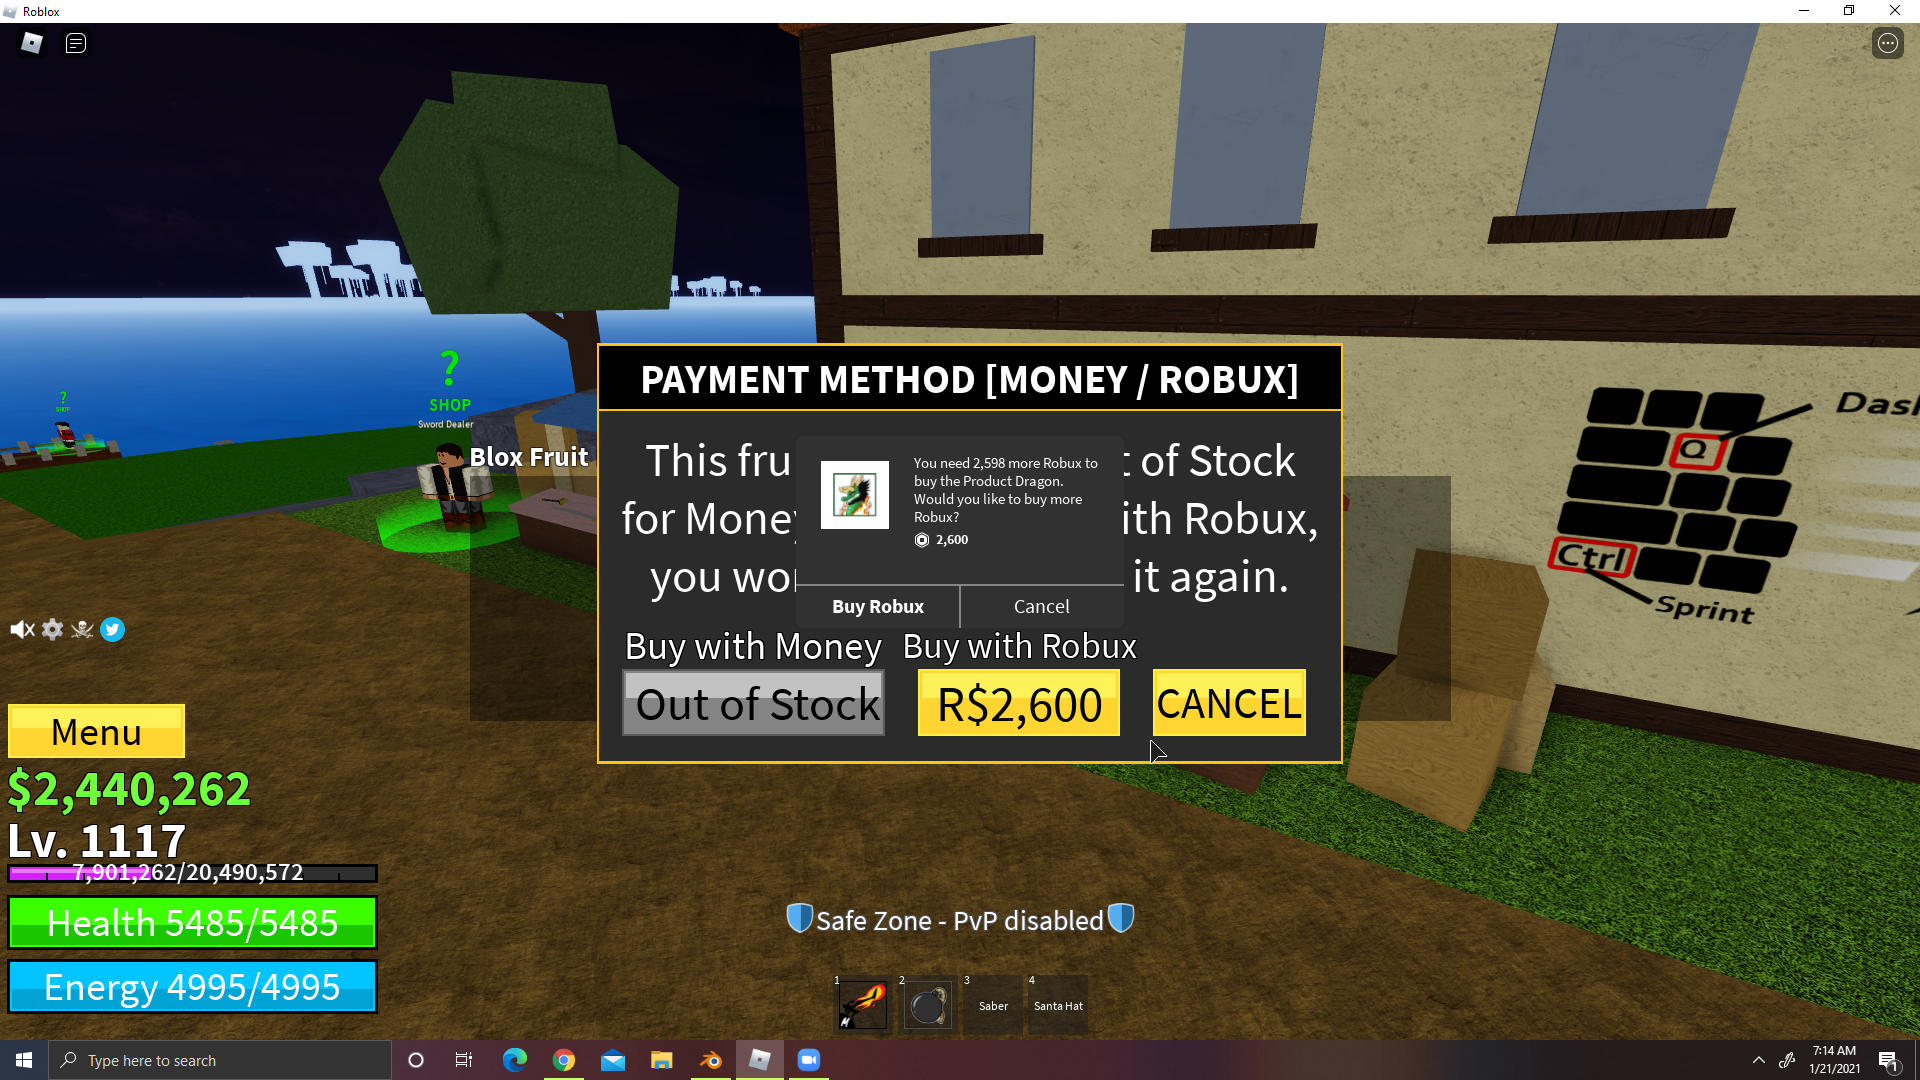 Roblox
?
SHOP
Sword Dealer
?
SHOP
Blox Fruit
PAYMENT METHOD [MONEY / ROBUX]
This fru t of Stock
for Money ith Robux,
you wo it again.
You need 2,598 more Robux to
buy the Product Dragon.
Would you like to buy more
Robux?
2,600
Buy Robux Cancel
Buy with Money Buy with Robux
Out of Stock R$2,600 CANCEL
Dash
Q
Ctrl
Sprint
Menu
$2,440,262
Lv. 1117
7,901,262/20,490,572
Health 5485/5485
Energy 4995/4995
Safe Zone - PvP disabled
1 2 3 4
M
Saber Santa Hat
Type here to search
7:14 AM
1/21/2021
1